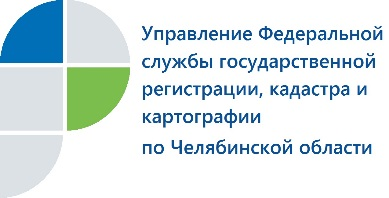 Управление Федеральной
службы государственной
регистрации, кадастра и
картографии
по Челябинской области